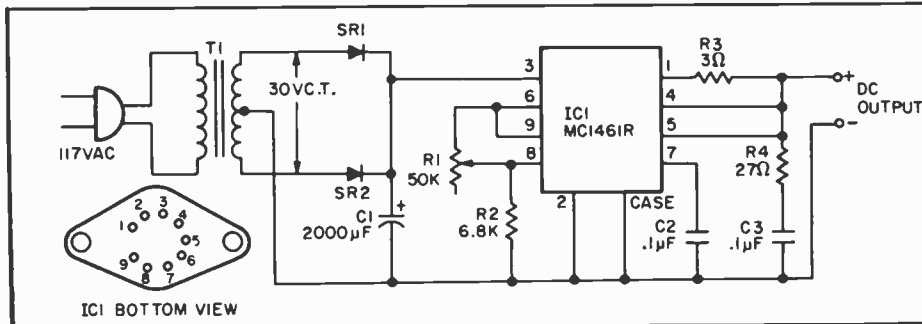 T1
SR1
30VC.T.
117VAC
SR2
C1
2000µF
+
R1
50K
R2
6.8K
3
6
9
8
IC1
MC1461R
1
4
5
7
2
CASE
R3
3Ω
R4
27Ω
C2
.1µF
C3
.1µF
+
DC
OUTPUT
-
1
2
3
4
5
6
7
8
9
IC1 BOTTOM VIEW